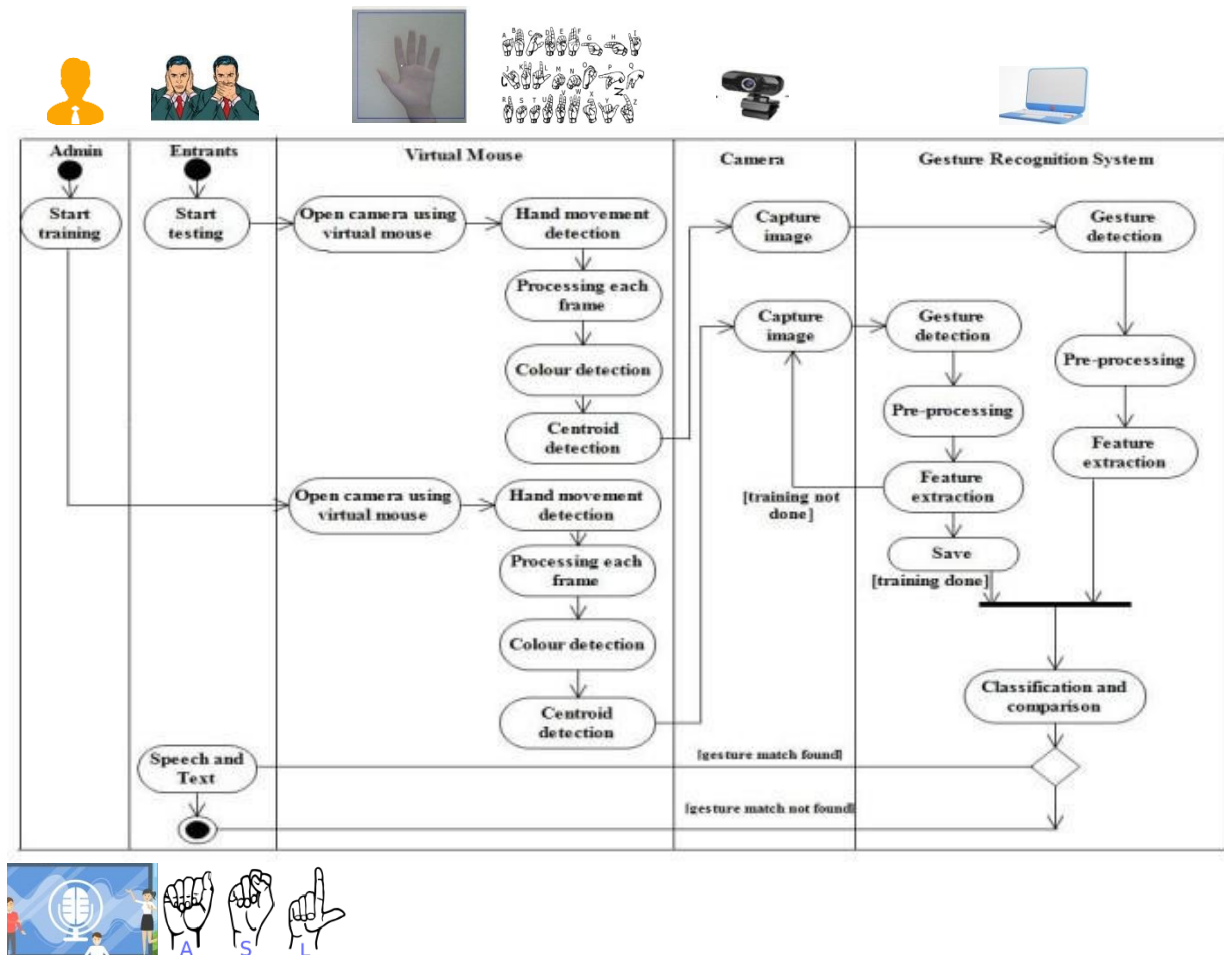 A B C D E F G H I
J K L M N O P Q
R S T U V W X Y Z
Admin
Entrants
Virtual Mouse
Camera
Gesture Recognition System
Start
training
Start
testing
Open camera using
virtual mouse
Hand movement
detection
Capture
image
Gesture
detection
Processing each
frame
Capture
image
Gesture
detection
Colour detection
Pre-processing
Pre-processing
Centroid
detection
Feature
extraction
Open camera using
virtual mouse
Hand movement
detection
[training not
done]
Feature
extraction
Processing each
frame
Save
[training done]
Colour detection
Classification and
comparison
Centroid
detection
Speech and
Text
[gesture match found]
[gesture match not found]
A S L